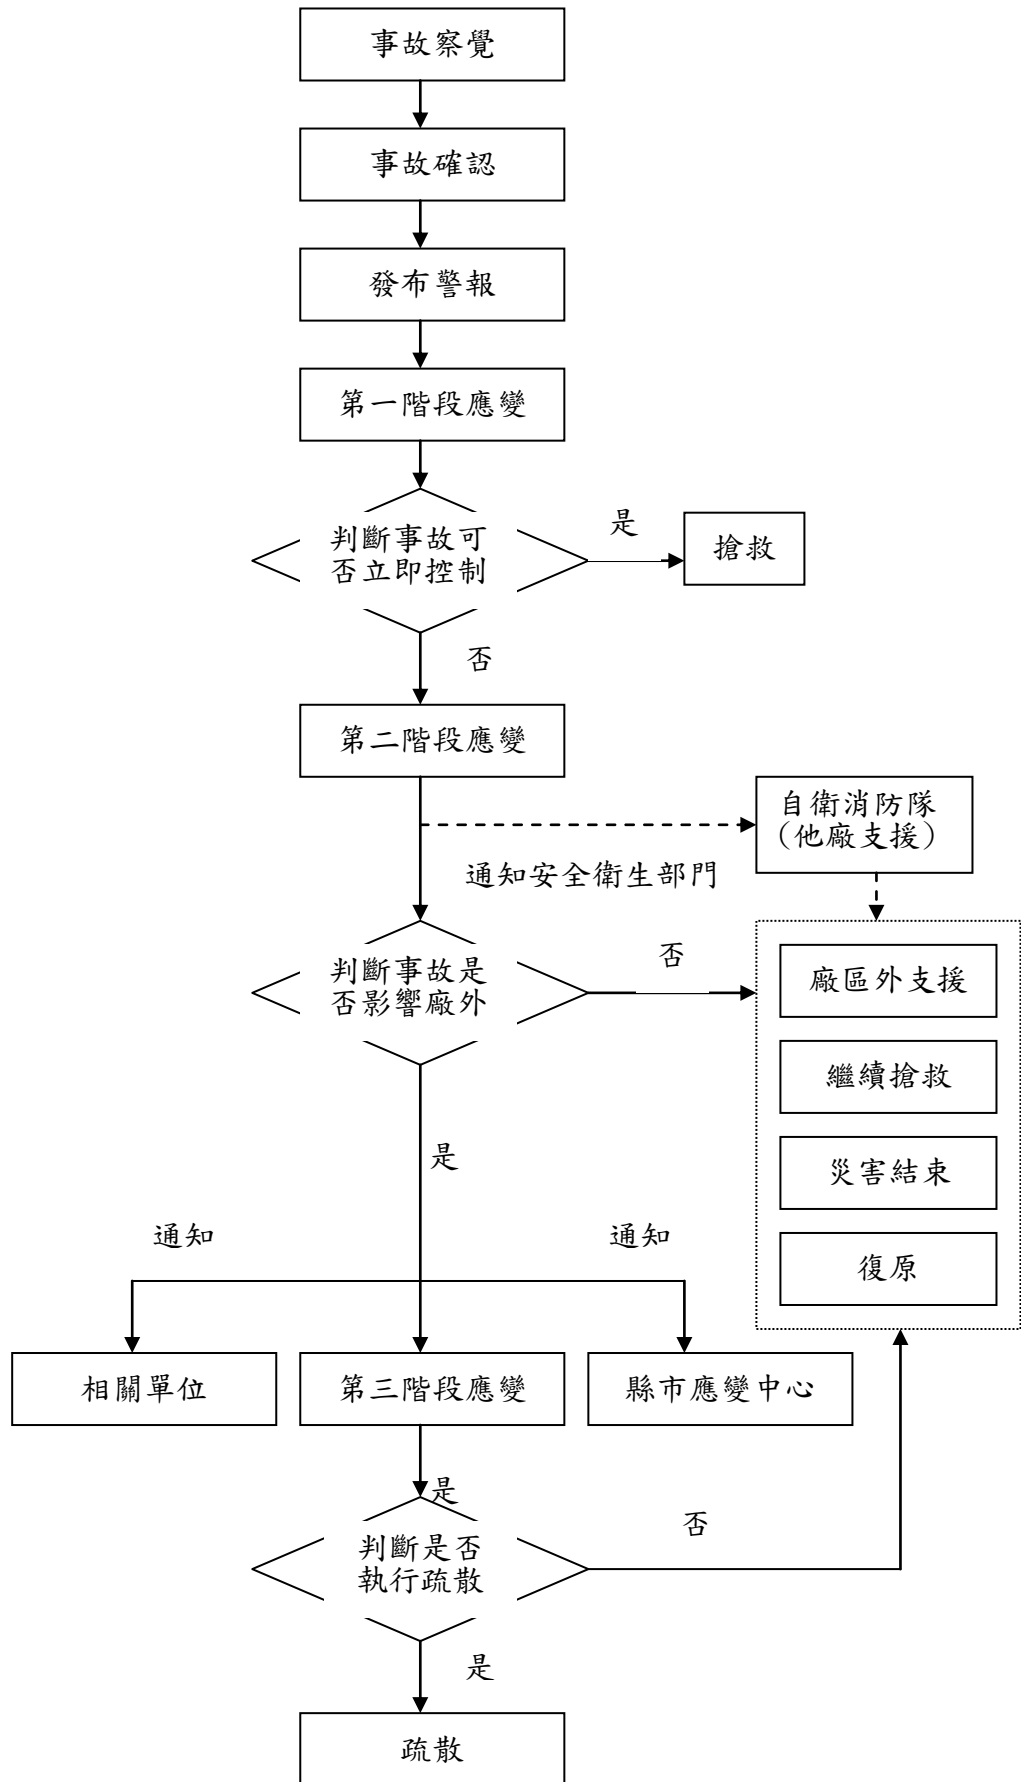 事故察覺
事故確認
發布警報
第一階段應變
判斷事故可
否立即控制
是
搶救
否
第二階段應變
自衛消防隊
(他廠支援)
通知安全衛生部門
判斷事故是
否影響廠外
否
廠區外支援
繼續搶救
災害結束
復原
是
通知
通知
相關單位
第三階段應變
縣市應變中心
是
判斷是否
執行疏散
否
是
疏散